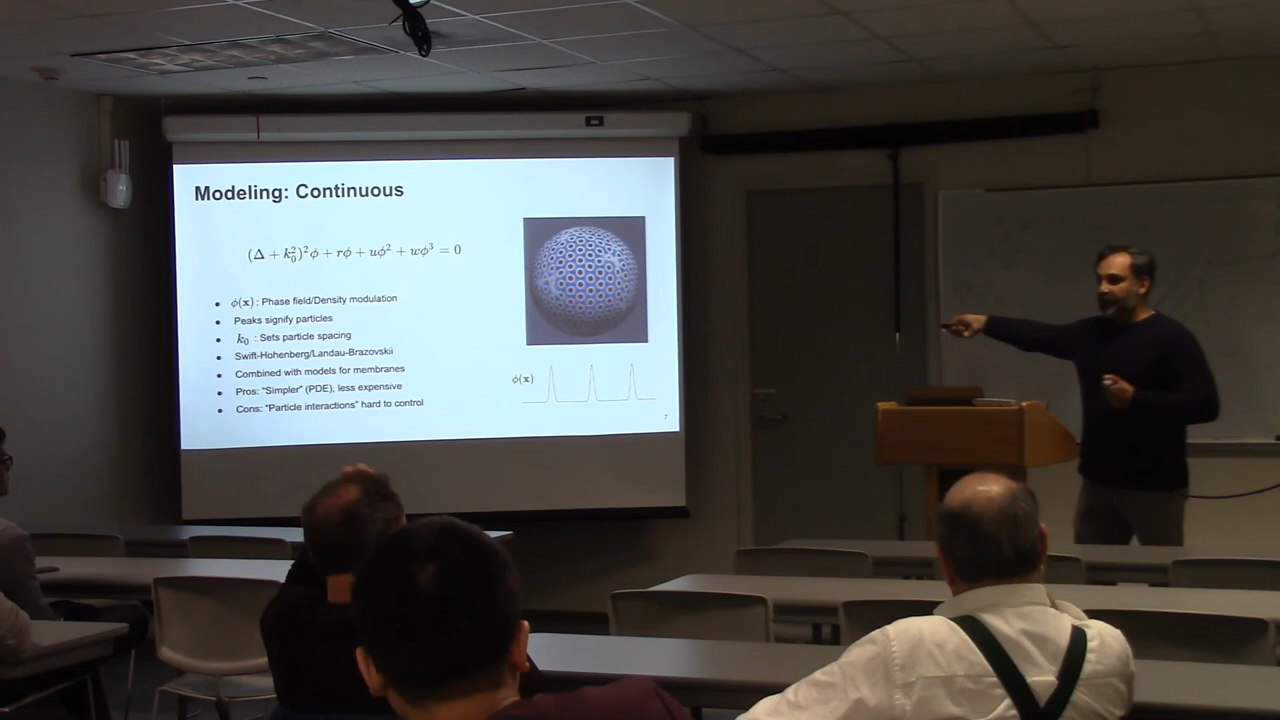 Modeling: Continuous
(Δ + k₀²)²ϕ + rϕ + uϕ² + wϕ³ = 0
• ϕ(x) : Phase field/Density modulation
• Peaks signify particles
• k₀ : Sets particle spacing
• Swift-Hohenberg/Landau-Brazovskii
• Combined with models for membranes
• Pros: "Simpler" (PDE), less expensive
• Cons: "Particle interactions" hard to control
ϕ(x)
7